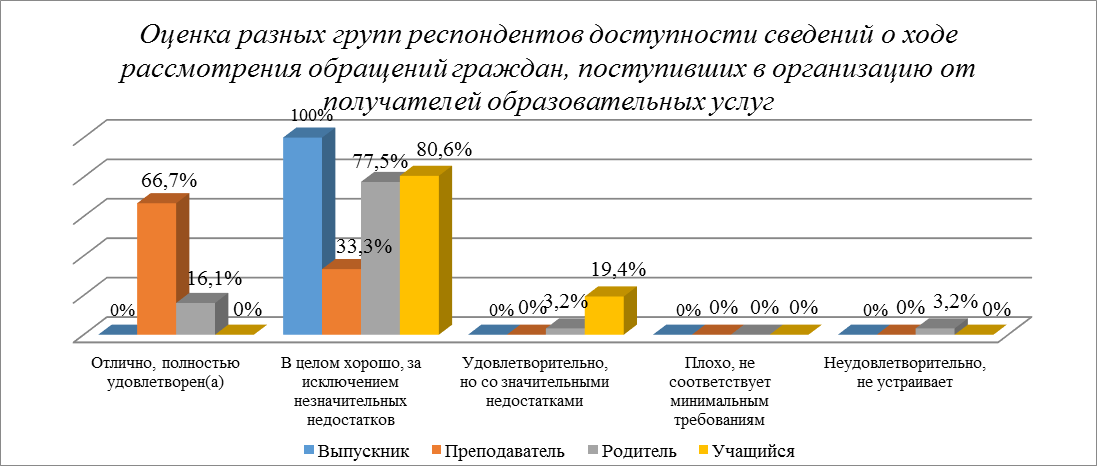 Оценка разных групп респондентов доступности сведений о ходе
рассмотрения обращений граждан, поступивших в организацию от
получателей образовательных услуг
0%
66,7%
16,1%
0%
100%
33,3%
77,5%
80,6%
0%
0%
3,2%
19,4%
0%
0%
0%
0%
0%
0%
3,2%
0%
Отлично, полностью
удовлетворен(а)
В целом хорошо, за
исключением
незначительных
недостатков
Удовлетворительно,
но со значительными
недостатками
Плохо, не
соответствует
минимальным
требованиям
Неудовлетворительно,
не устраивает
Выпускник
Преподаватель
Родитель
Учащийся